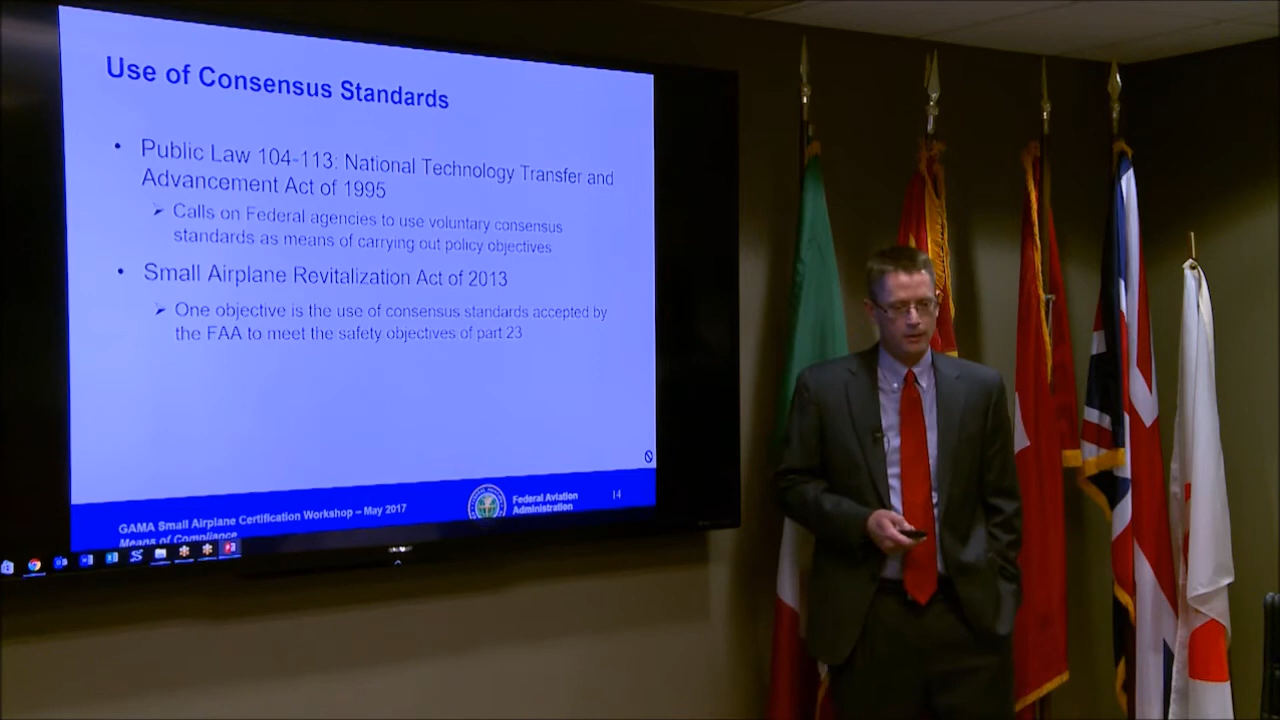 Use of Consensus Standards
• Public Law 104-113: National Technology Transfer and
Advancement Act of 1995
➢ Calls on Federal agencies to use voluntary consensus
standards as means of carrying out policy objectives
• Small Airplane Revitalization Act of 2013
➢ One objective is the use of consensus standards accepted by
the FAA to meet the safety objectives of part 23
GAMA Small Airplane Certification Workshop – May 2017
Means of Compliance
Federal Aviation
Administration
14